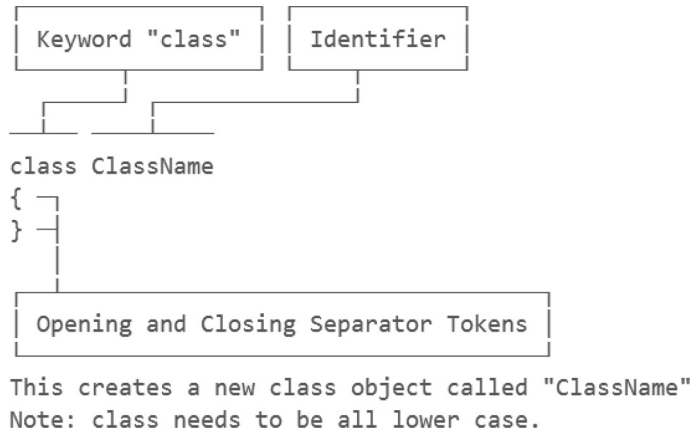 Keyword "class" Identifier
class ClassName
{
}
Opening and Closing Separator Tokens
This creates a new class object called "ClassName"
Note: class needs to be all lower case.